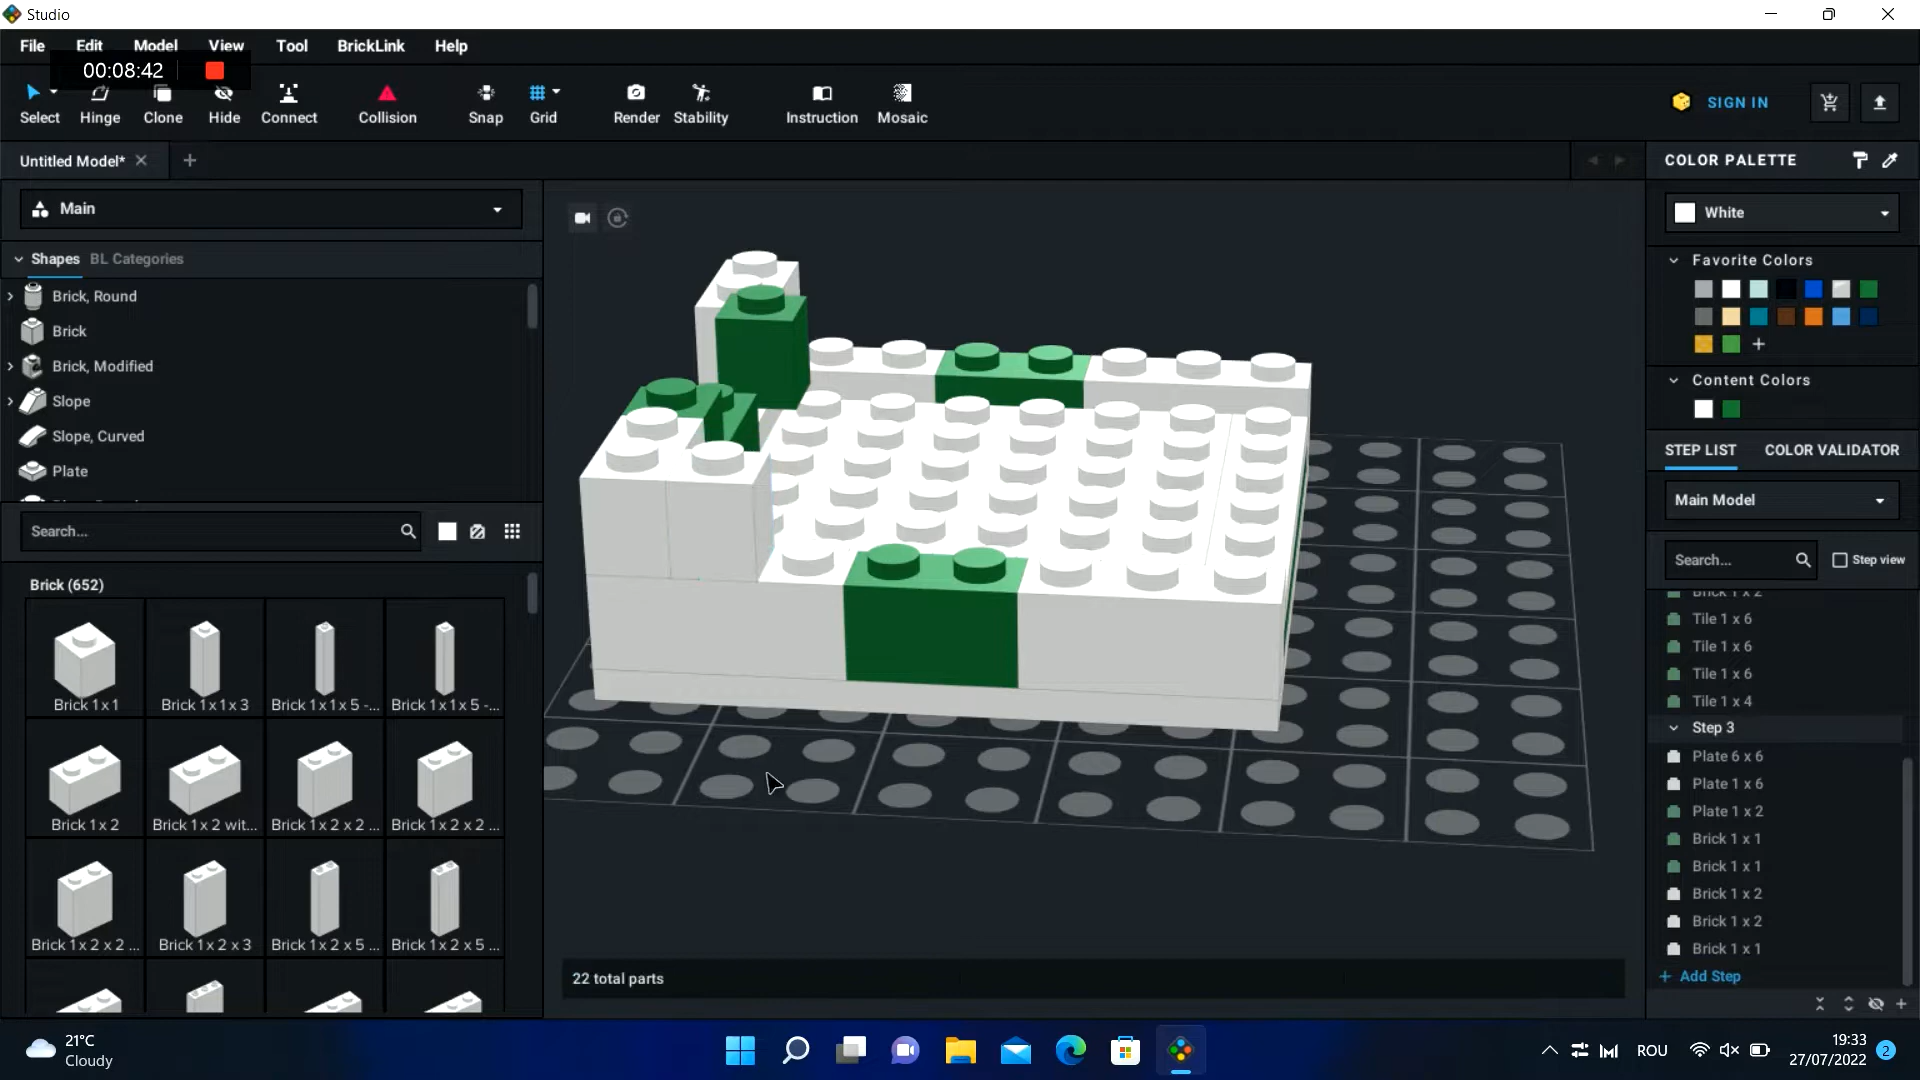 Studio
File Edit Model View Tool BrickLink Help
00:08:42
Select Hinge Clone Hide Connect Collision Snap Grid Render Stability Instruction Mosaic
SIGN IN
Untitled Model*
COLOR PALETTE
Main
White
Shapes BL Categories
Favorite Colors
Brick, Round
Brick
Brick, Modified
Slope
Slope, Curved
Plate
Content Colors
STEP LIST COLOR VALIDATOR
Main Model
Search...
Search... Step view
Brick (652)
Brick 1 x 1 Brick 1 x 1 x 3 Brick 1 x 1 x 5 -... Brick 1 x 1 x 5 -...
Brick 1 x 2 Brick 1 x 2 wit... Brick 1 x 2 x 2 ... Brick 1 x 2 x 2 ...
Brick 1 x 2 x 2 ... Brick 1 x 2 x 3 Brick 1 x 2 x 5 ... Brick 1 x 2 x 5 ...
Brick 1 x 2
Tile 1 x 6
Tile 1 x 6
Tile 1 x 6
Tile 1 x 4
Step 3
Plate 6 x 6
Plate 1 x 6
Plate 1 x 2
Brick 1 x 1
Brick 1 x 1
Brick 1 x 2
Brick 1 x 2
Brick 1 x 1
+ Add Step
22 total parts
21°C
Cloudy
ROU
19:33
27/07/2022
2